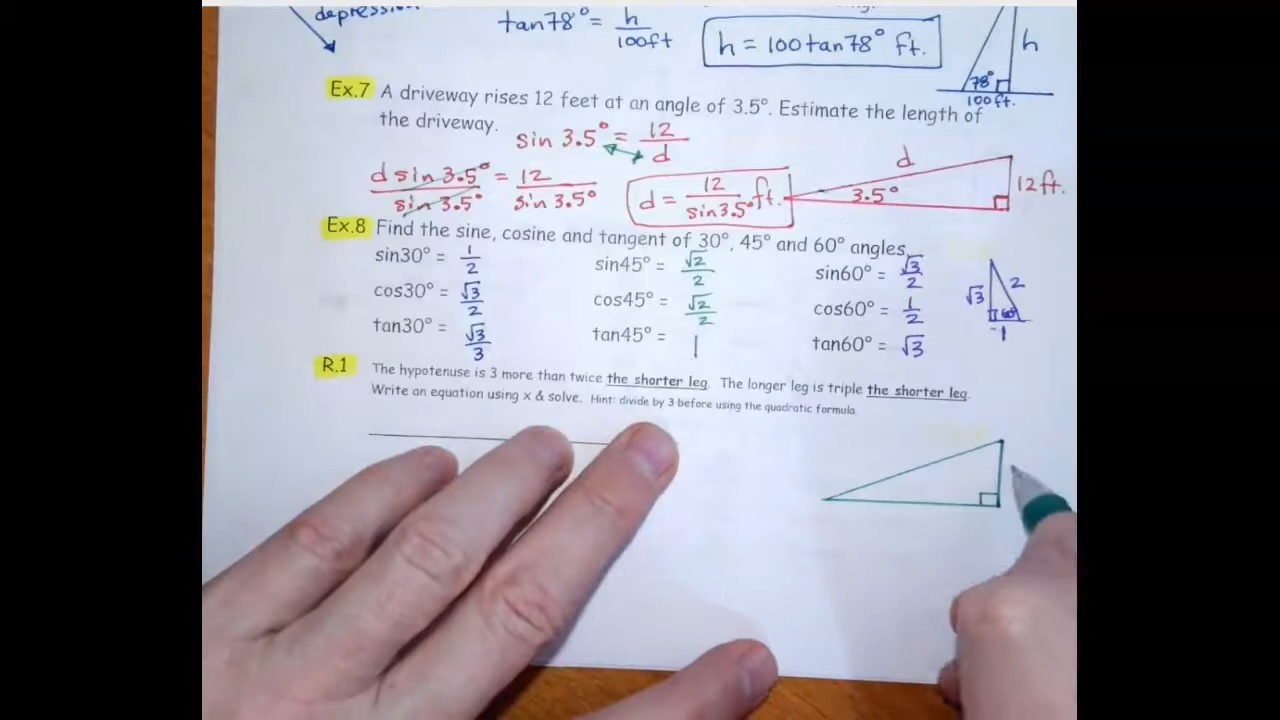 tan78° = h/100ft
h = 100tan78° ft.
h
78°
100ft.
Ex.7 A driveway rises 12 feet at an angle of 3.5°. Estimate the length of
the driveway.
sin 3.5° = 12/d
d sin 3.5°/sin 3.5° = 12/sin 3.5°
d = 12/sin3.5° ft.
d
3.5°
12ft.
Ex.8 Find the sine, cosine and tangent of 30°, 45° and 60° angles.
sin30° = 1/2
cos30° = √3/2
tan30° = √3/3
sin45° = √2/2
cos45° = √2/2
tan45° = 1
sin60° = √3/2
cos60° = 1/2
tan60° = √3
√3
2
60°
1
R.1 The hypotenuse is 3 more than twice the shorter leg. The longer leg is triple the shorter leg.
Write an equation using x & solve. Hint: divide by 3 before using the quadratic formula.